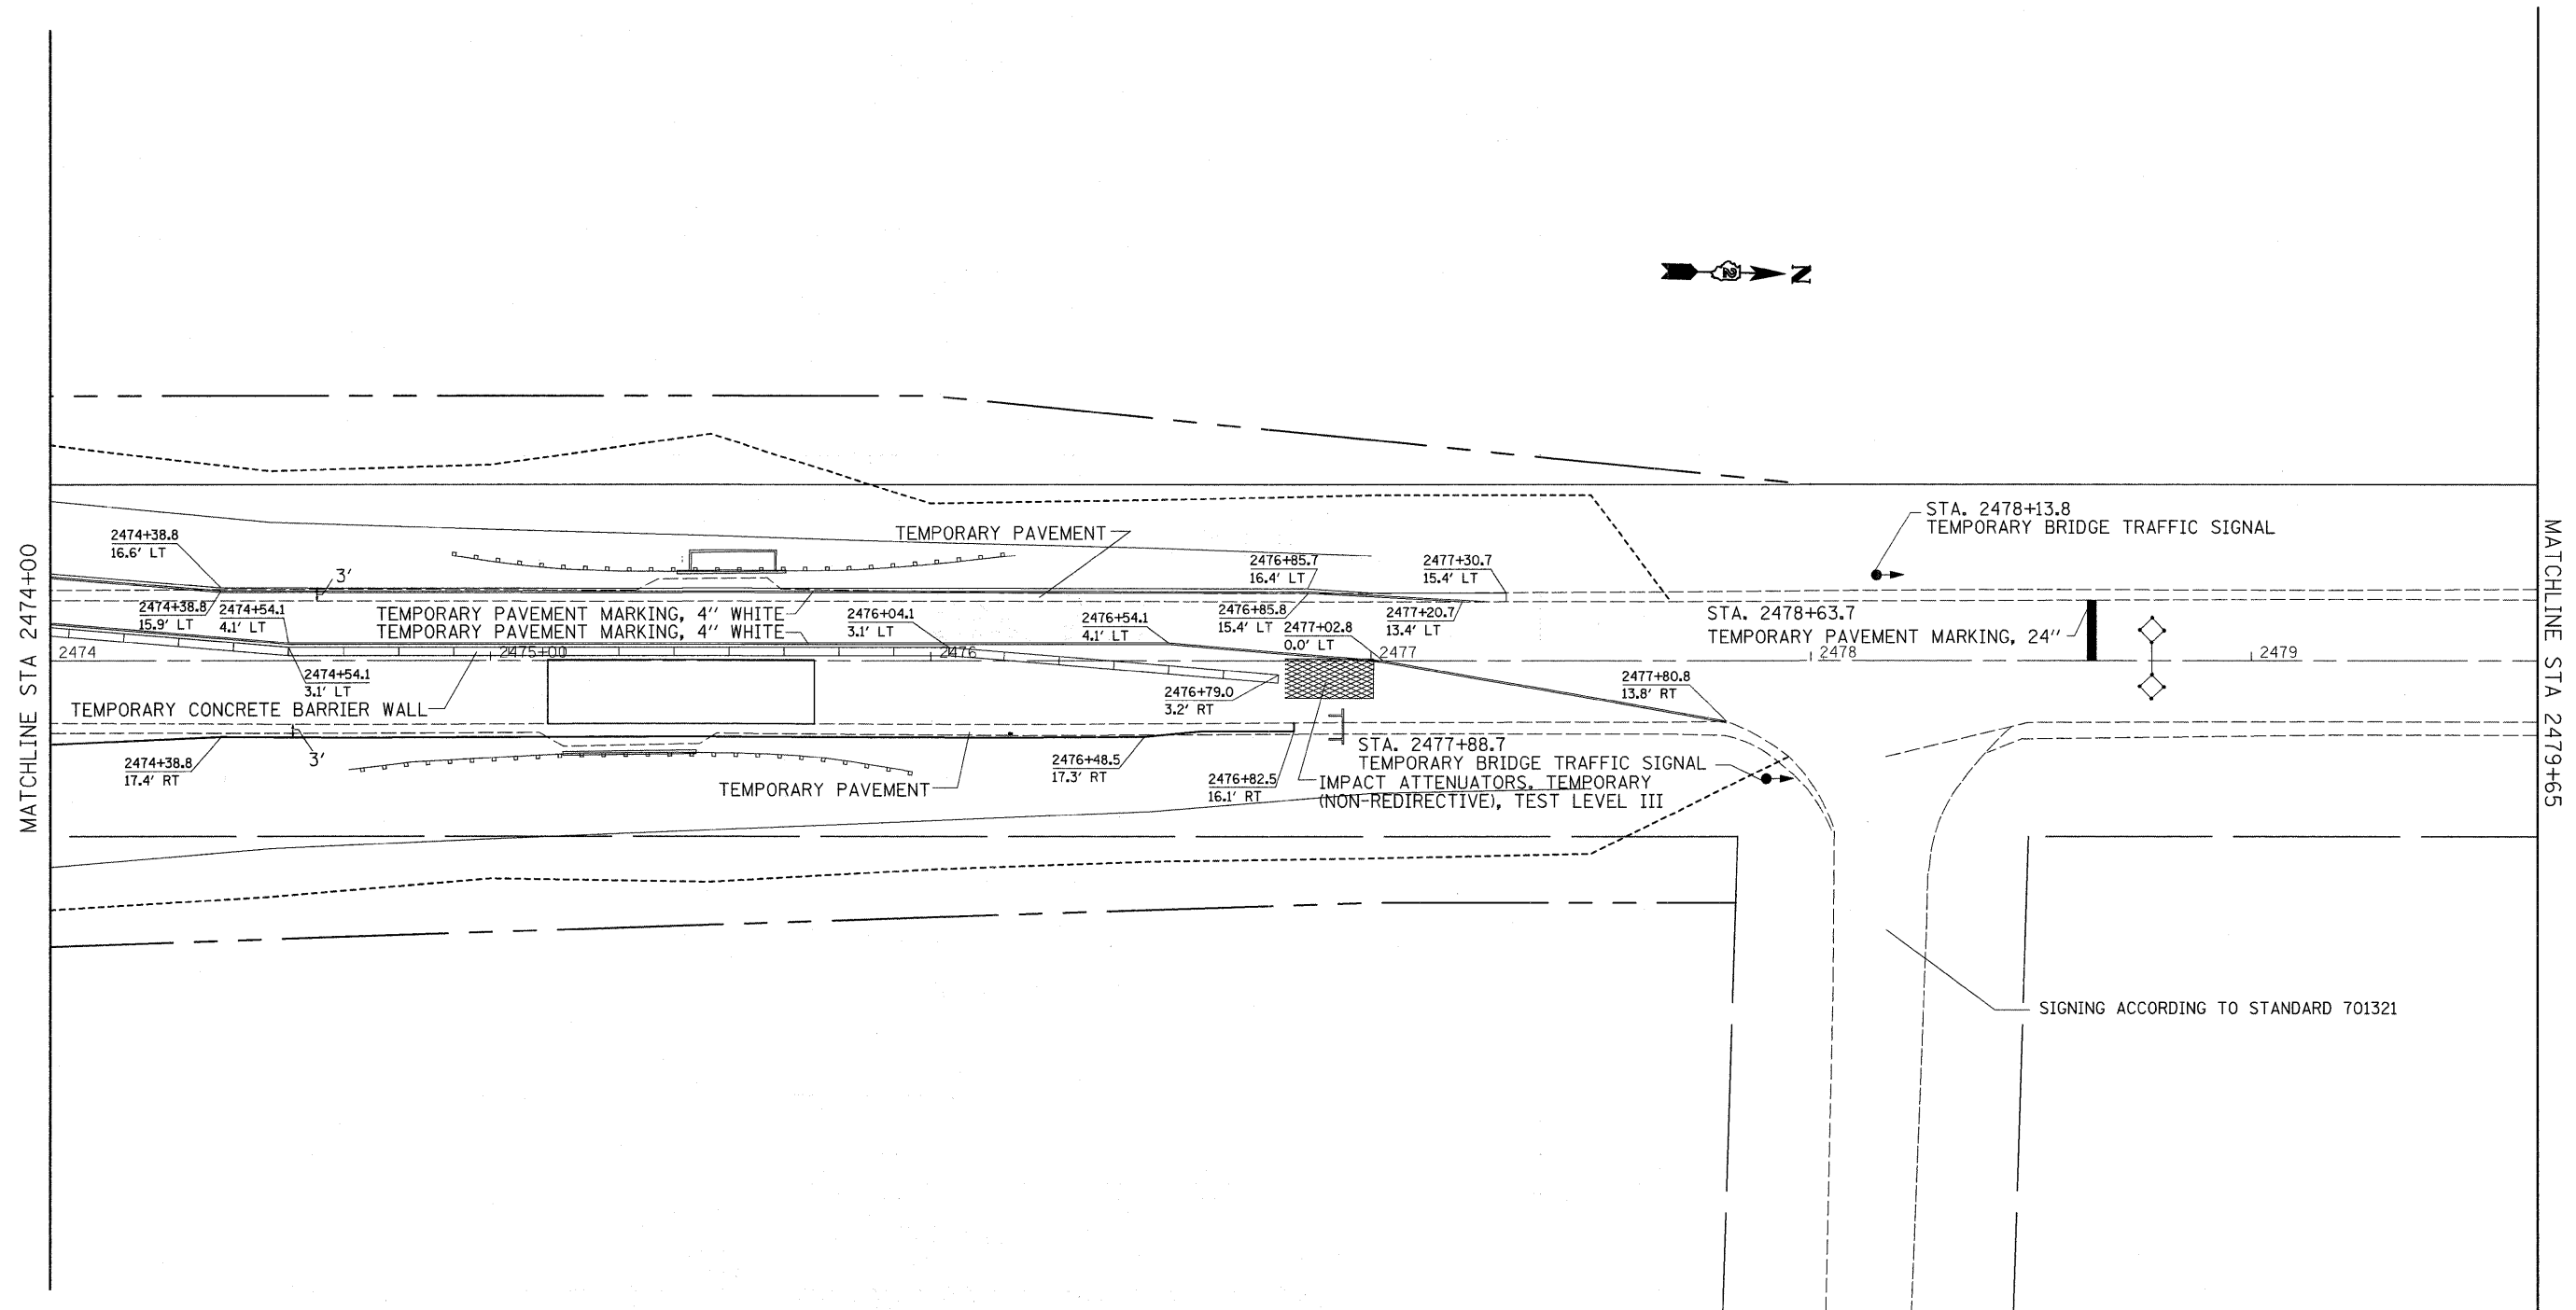 MATCHLINE STA 2474+00
N
STA. 2478+13.8
TEMPORARY BRIDGE TRAFFIC SIGNAL
TEMPORARY PAVEMENT
2474+38.8
16.6' LT
3'
2476+85.7
16.4' LT
2477+30.7
15.4' LT
2474+38.8
15.9' LT
2474+54.1
4.1' LT
TEMPORARY PAVEMENT MARKING, 4" WHITE
TEMPORARY PAVEMENT MARKING, 4" WHITE
2476+04.1
3.1' LT
2476+54.1
4.1' LT
2476+85.8
15.4' LT
2477+02.8
0.0' LT
2477+20.7
13.4' LT
STA. 2478+63.7
TEMPORARY PAVEMENT MARKING, 24"
2474
2475+00
2476
2477
2478
2479
2474+54.1
3.1' LT
2476+79.0
3.2' RT
2477+80.8
13.8' RT
TEMPORARY CONCRETE BARRIER WALL
3'
2474+38.8
17.4' RT
TEMPORARY PAVEMENT
2476+48.5
17.3' RT
2476+82.5
16.1' RT
STA. 2477+88.7
TEMPORARY BRIDGE TRAFFIC SIGNAL
IMPACT ATTENUATORS, TEMPORARY
(NON-REDIRECTIVE), TEST LEVEL III
SIGNING ACCORDING TO STANDARD 701321
MATCHLINE STA 2479+65